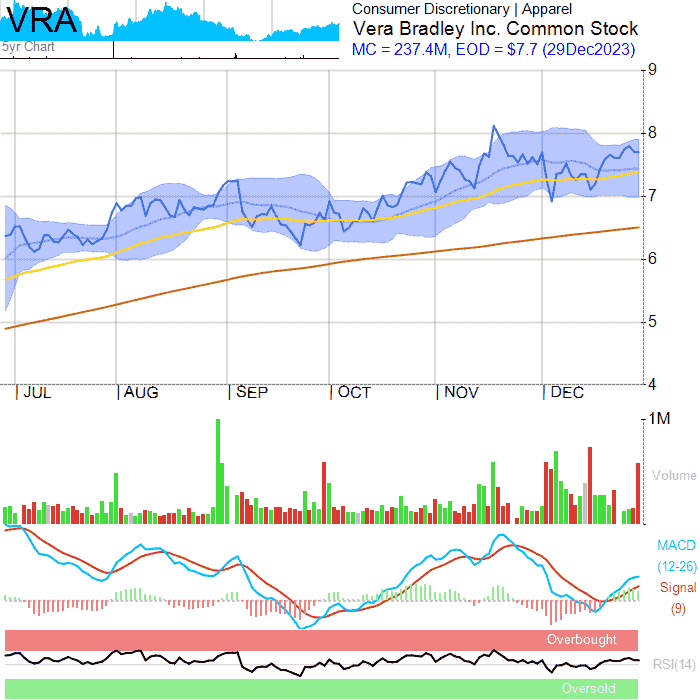 VRA
5yr Chart
Consumer Discretionary | Apparel
Vera Bradley Inc. Common Stock
MC = 237.4M, EOD = $7.7 (29Dec2023)
9
8
7
6
5
4
JUL AUG SEP OCT NOV DEC
1M
Volume
MACD
(12-26)
Signal
(9)
Overbought
RSI(14)
Oversold